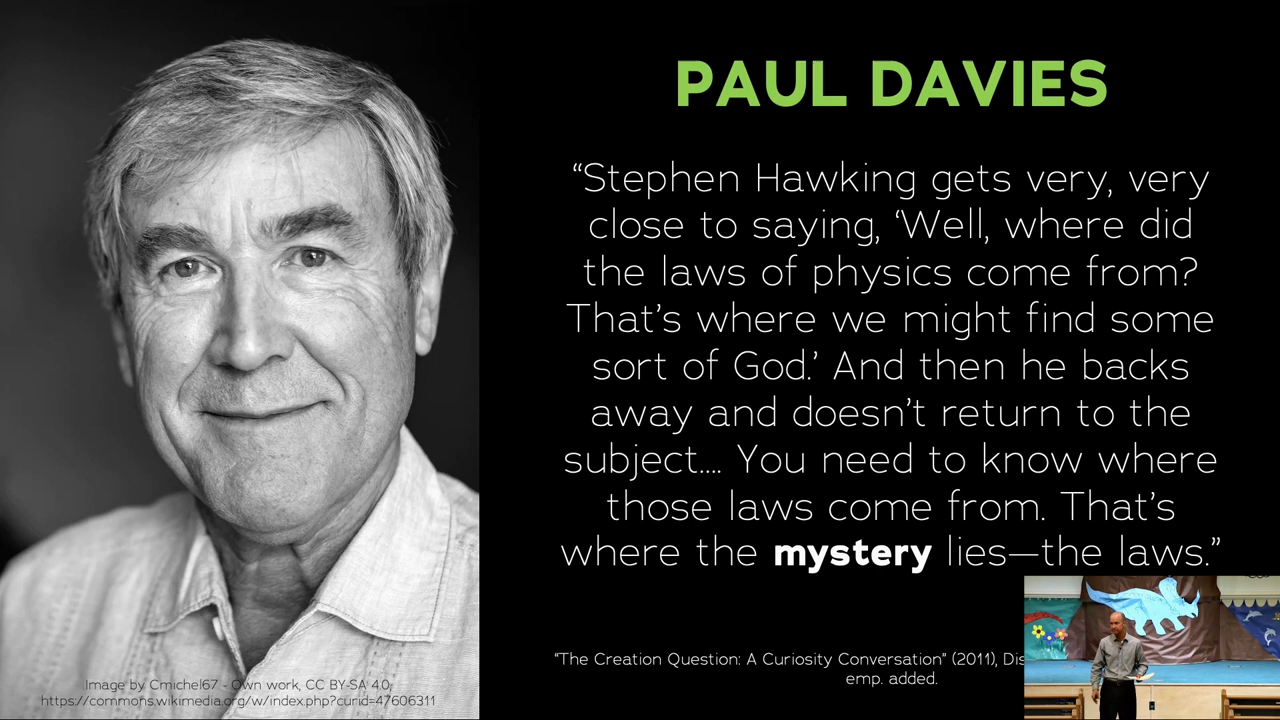 PAUL DAVIES
“Stephen Hawking gets very, very
close to saying, ‘Well, where did
the laws of physics come from?
That’s where we might find some
sort of God.’ And then he backs
away and doesn’t return to the
subject.... You need to know where
those laws come from. That’s
where the mystery lies—the laws.”
“The Creation Question: A Curiosity Conversation” (2011),
emp. added.
Image by Cmichel67 - Own work, CC BY-SA 4.0,
https://commons.wikimedia.org/w/index.php?curid=47606311